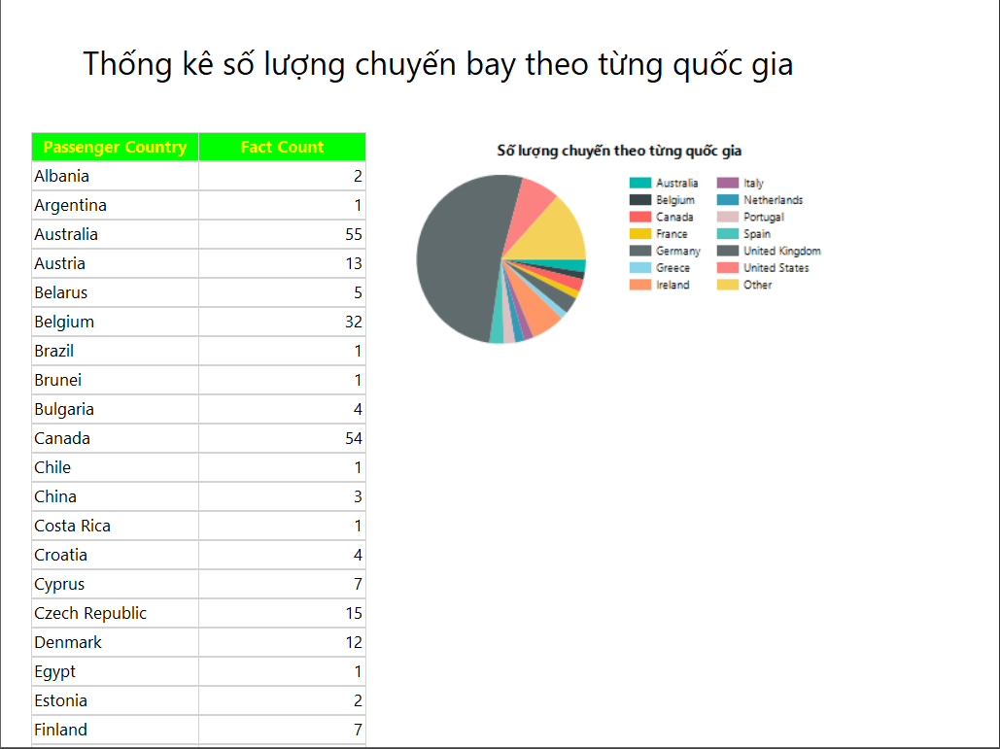 Thống kê số lượng chuyến bay theo từng quốc gia
Passenger Country Fact Count
Albania 2
Argentina 1
Australia 55
Austria 13
Belarus 5
Belgium 32
Brazil 1
Brunei 1
Bulgaria 4
Canada 54
Chile 1
China 3
Costa Rica 1
Croatia 4
Cyprus 7
Czech Republic 15
Denmark 12
Egypt 1
Estonia 2
Finland 7
Số lượng chuyến theo từng quốc gia
Australia Italy
Belgium Netherlands
Canada Portugal
France Spain
Germany United Kingdom
Greece United States
Ireland Other